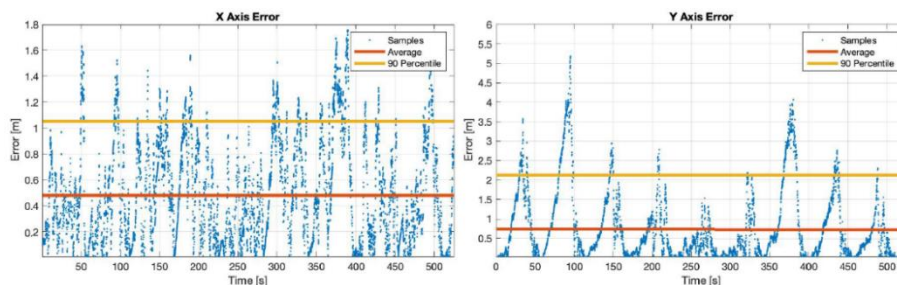 X Axis Error
1.8
1.6
1.4
1.2
1
0.8
0.6
0.4
0.2
Error [m]
50 100 150 200 250 300 350 400 450 500
Time [s]
Samples
Average
90 Percentile
Y Axis Error
6
5.5
5
4.5
4
3.5
3
2.5
2
1.5
1
0.5
0
Error [m]
0 50 100 150 200 250 300 350 400 450 500
Time [s]
Samples
Average
90 Percentile